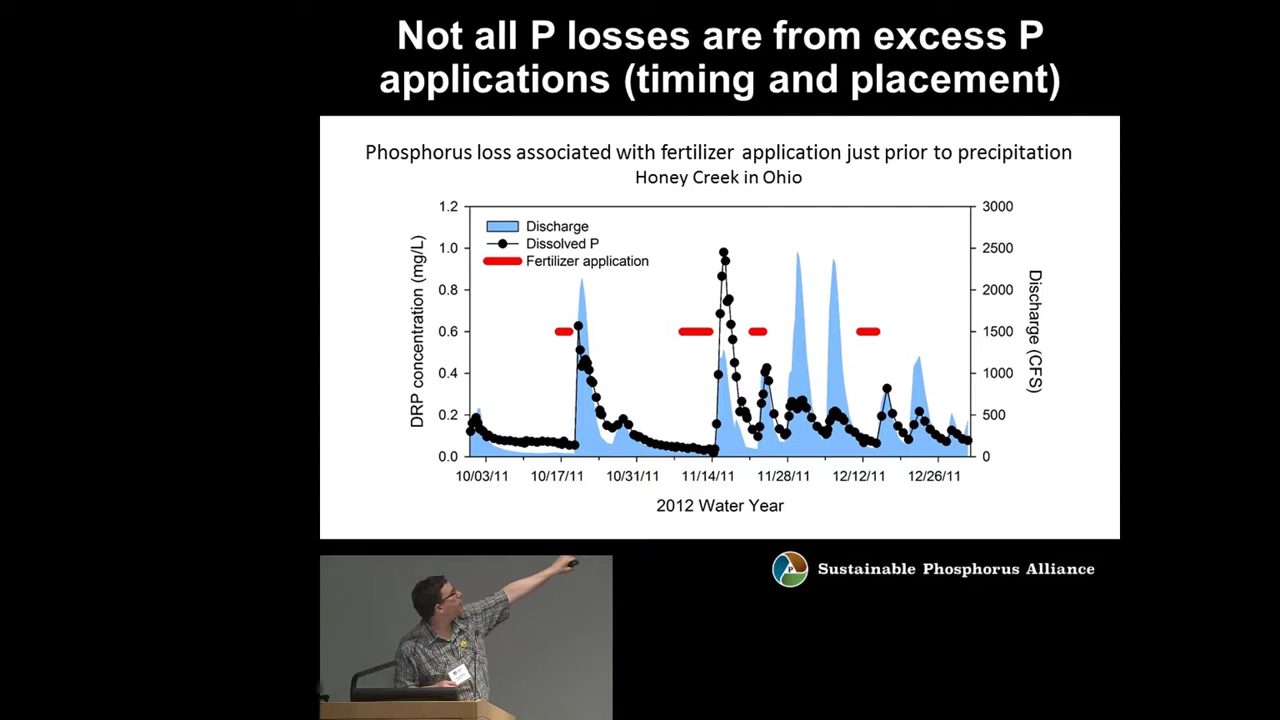 Not all P losses are from excess P
applications (timing and placement)
Phosphorus loss associated with fertilizer application just prior to precipitation
Honey Creek in Ohio
1.2
1.0
0.8
0.6
0.4
0.2
0.0
DRP concentration (mg/L)
Discharge
Dissolved P
Fertilizer application
3000
2500
2000
1500
1000
500
0
Discharge (CFS)
10/03/11 10/17/11 10/31/11 11/14/11 11/28/11 12/12/11 12/26/11
2012 Water Year
P
Sustainable Phosphorus Alliance